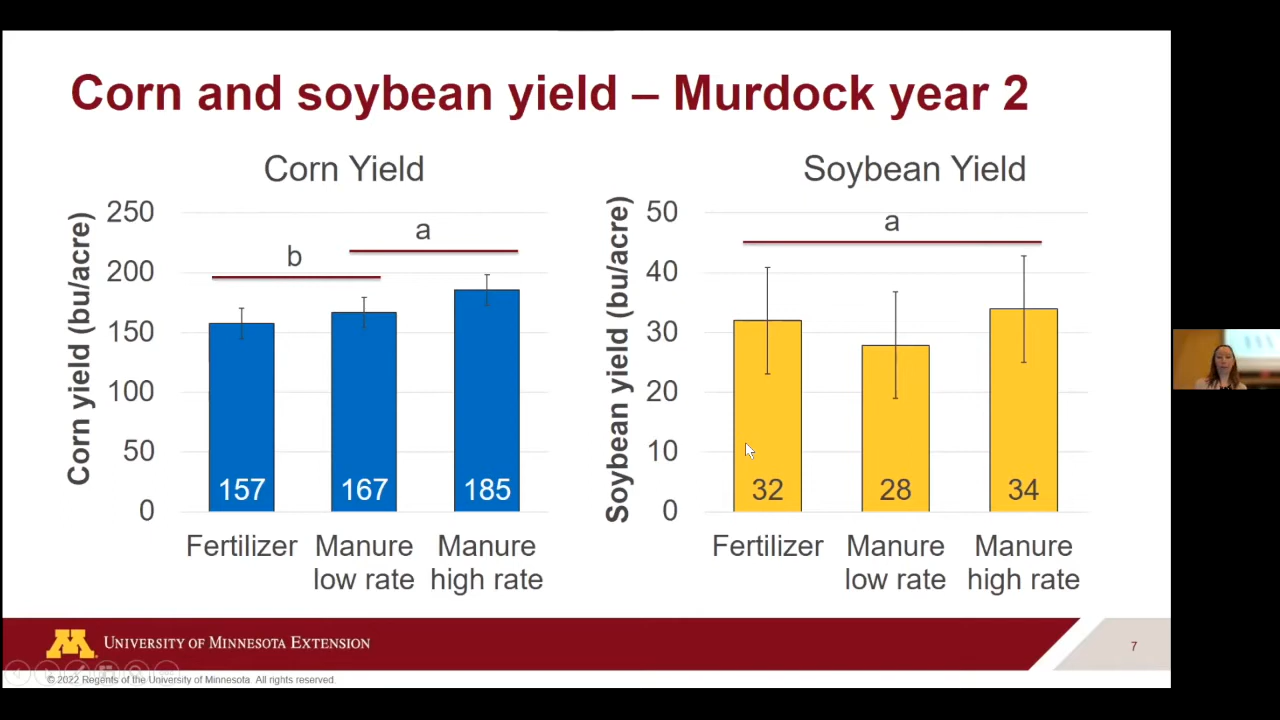 Corn and soybean yield – Murdock year 2
Corn Yield
Corn yield (bu/acre)
250
200
150
100
50
0
b
a
157
167
185
Fertilizer
Manure low rate
Manure high rate
Soybean Yield
Soybean yield (bu/acre)
50
40
30
20
10
0
a
32
28
34
Fertilizer
Manure low rate
Manure high rate
M
UNIVERSITY OF MINNESOTA EXTENSION
7
© 2022 Regents of the University of Minnesota. All rights reserved.